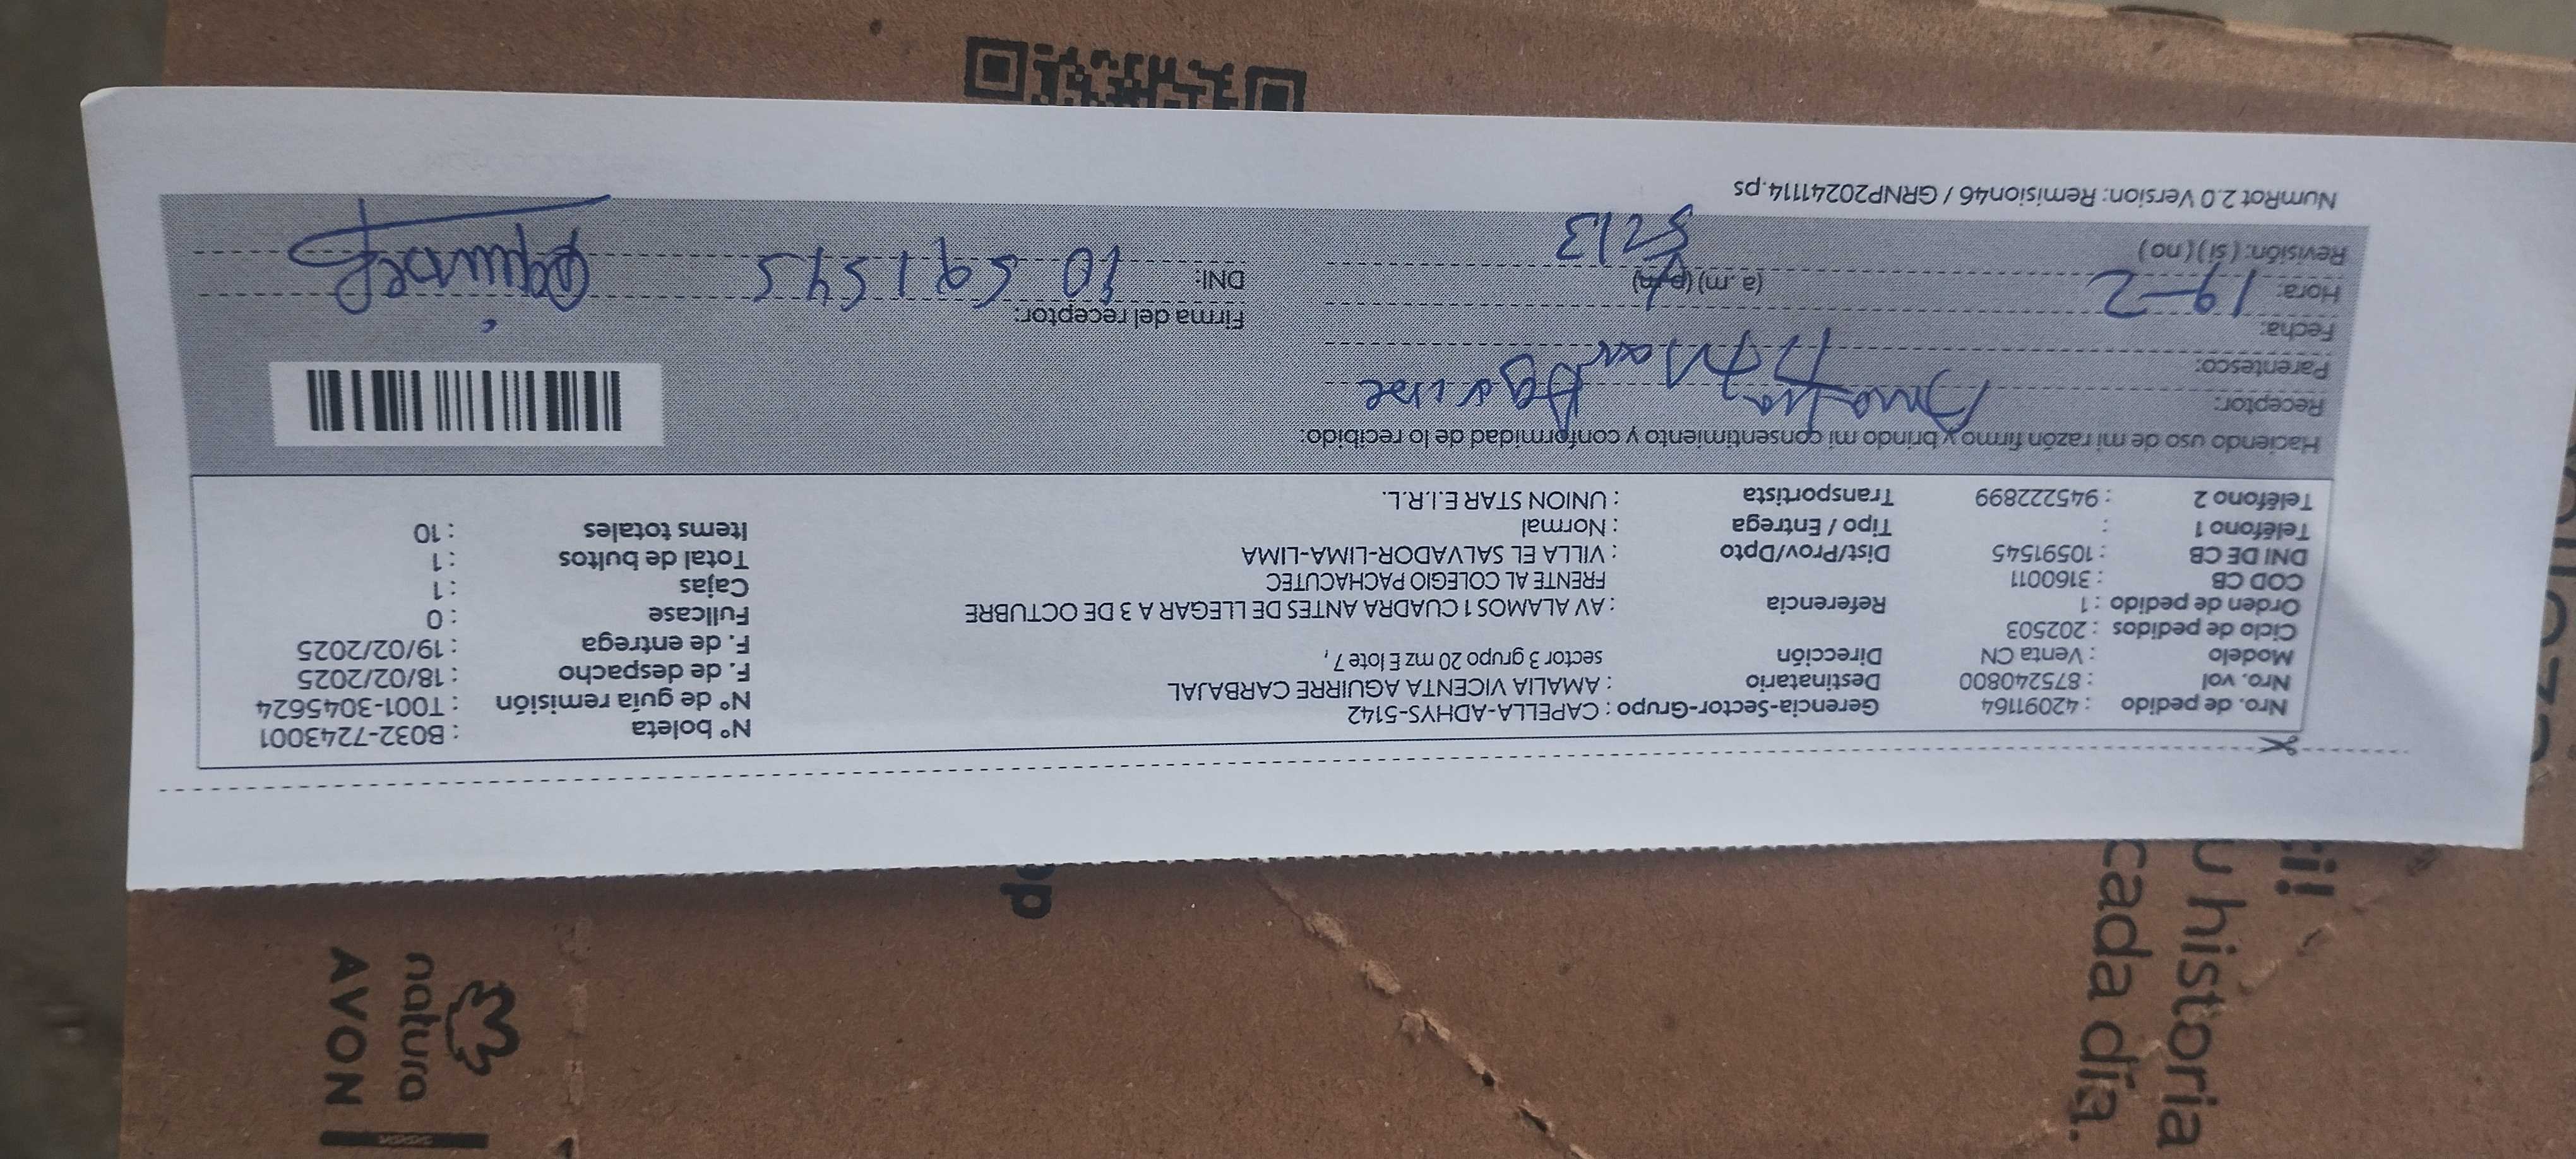 Nro. de pedido : 42091164 Gerencia-Sector-Grupo : CAPELLA-ADHYS-5142 N° boleta : B032-7243001
Nro. vol : 875240800 Destinatario : AMALIA VICENTA AGUIRRE CARBAJAL N° de guía remisión : T001-3045624
Modelo : Venta CN Dirección sector 3 grupo 20 mz E lote 7, F. de despacho : 18/02/2025
Ciclo de pedidos : 202503 F. de entrega : 19/02/2025
Orden de pedido : 1 Referencia : AV ALAMOS 1 CUADRA ANTES DE LLEGAR A 3 DE OCTUBRE Fullcase : 0
COD CB : 3160011 FRENTE AL COLEGIO PACHACUTEC Cajas : 1
DNI DE CB : 10591545 Dist/Prov/Dpto : VILLA EL SALVADOR-LIMA-LIMA Total de bultos : 1
Teléfono 1 : Tipo / Entrega : Normal Items totales : 10
Teléfono 2 : 945222899 Transportista : UNION STAR E.I.R.L.
Haciendo uso de mi razón firmo y brindo mi consentimiento y conformidad de lo recibido:
Receptor: Aguirre
Parentesco:
Fecha: Firma del receptor:
Hora: 19-2 (a.m) (p.m) DNI: 10591545
Revisión: (si) (no)
NumRot 2.0 Version: Remision46 / GRNP20241114.ps
natura
AVON
u historia
cada día.